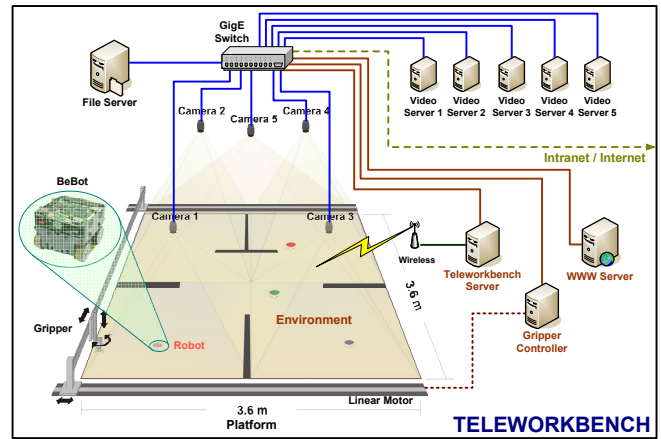 GigE
Switch
File Server
Video
Server 1
Video
Server 2
Video
Server 3
Video
Server 4
Video
Server 5
Camera 2
Camera 4
Camera 5
Intranet / Internet
BeBot
Camera 1
Camera 3
Wireless
Teleworkbench
Server
WWW Server
3.6 m
Gripper
Environment
Robot
Gripper
Controller
Linear Motor
3.6 m
Platform
TELEWORKBENCH